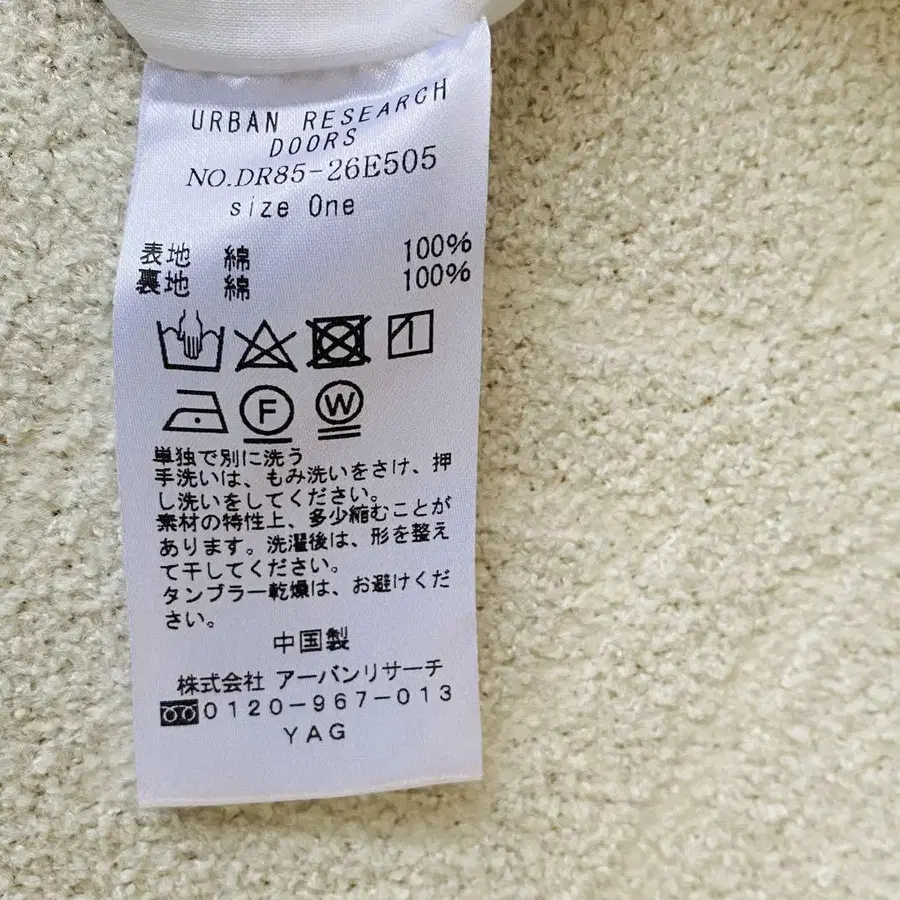 URBAN RESEARCH
DOORS
NO.DR85-26E505
size One
表地 綿 100%
裏地 綿 100%
1
F W
単独で別に洗う
手洗いは、もみ洗いをさけ、押
し洗いをしてください。
素材の特性上、多少縮むことが
あります。洗濯後は、形を整え
て干してください。
タンブラー乾燥は、お避けくだ
さい。
中国製
株式会社 アーバンリサーチ
0120-967-013
YAG